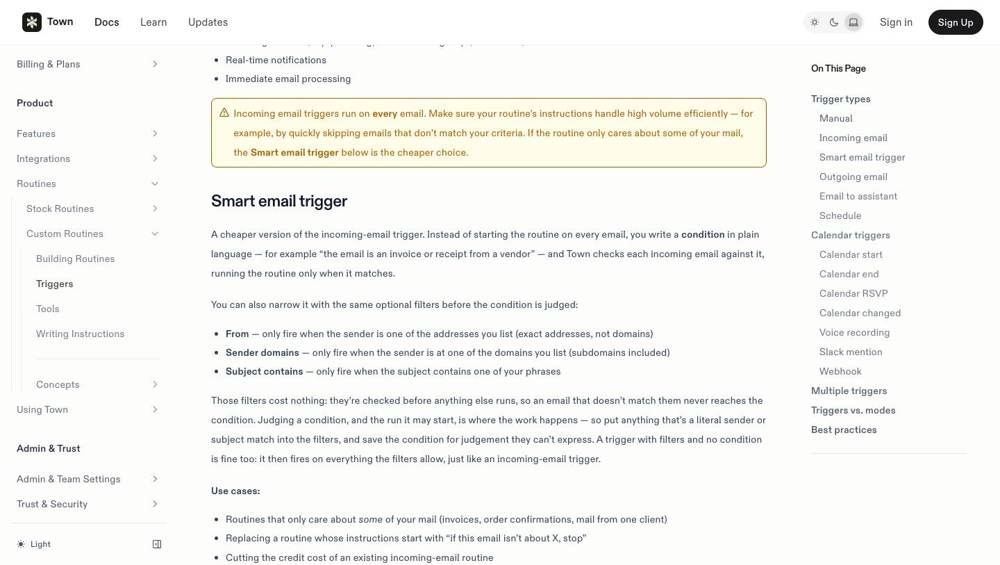 Town
Docs
Learn
Updates
Sign in
Sign Up
Billing & Plans
Product
Features
Integrations
Routines
Stock Routines
Custom Routines
Building Routines
Triggers
Tools
Writing Instructions
Concepts
Using Town
Admin & Trust
Admin & Team Settings
Trust & Security
Light
• Real-time notifications
• Immediate email processing
Incoming email triggers run on every email. Make sure your routine's instructions handle high volume efficiently — for
example, by quickly skipping emails that don't match your criteria. If the routine only cares about some of your mail,
the Smart email trigger below is the cheaper choice.
Smart email trigger
A cheaper version of the incoming-email trigger. Instead of starting the routine on every email, you write a condition in plain
language — for example “the email is an invoice or receipt from a vendor” — and Town checks each incoming email against it,
running the routine only when it matches.
You can also narrow it with the same optional filters before the condition is judged:
• From — only fire when the sender is one of the addresses you list (exact addresses, not domains)
• Sender domains — only fire when the sender is at one of the domains you list (subdomains included)
• Subject contains — only fire when the subject contains one of your phrases
Those filters cost nothing: they're checked before anything else runs, so an email that doesn't match them never reaches the
condition. Judging a condition, and the run it may start, is where the work happens — so put anything that's a literal sender or
subject match into the filters, and save the condition for judgement they can't express. A trigger with filters and no condition
is fine too: it then fires on everything the filters allow, just like an incoming-email trigger.
Use cases:
• Routines that only care about some of your mail (invoices, order confirmations, mail from one client)
• Replacing a routine whose instructions start with “if this email isn't about X, stop”
• Cutting the credit cost of an existing incoming-email routine
On This Page
Trigger types
Manual
Incoming email
Smart email trigger
Outgoing email
Email to assistant
Schedule
Calendar triggers
Calendar start
Calendar end
Calendar RSVP
Calendar changed
Voice recording
Slack mention
Webhook
Multiple triggers
Triggers vs. modes
Best practices